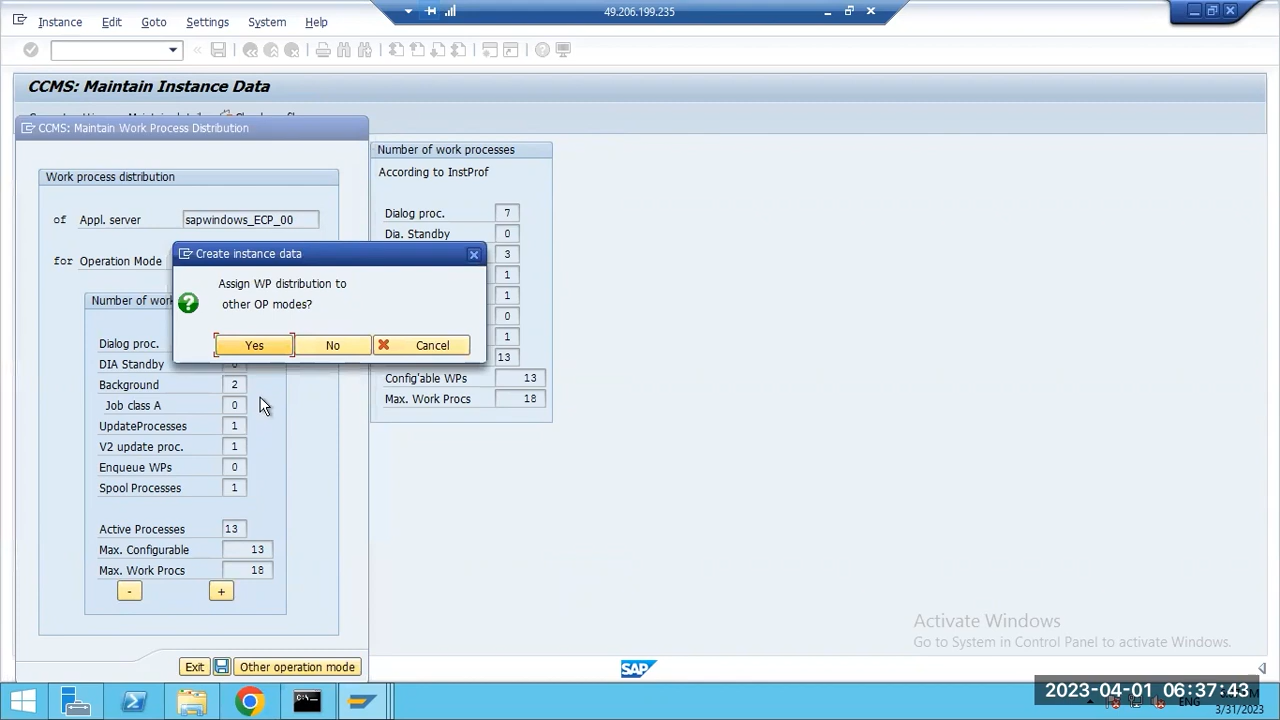 Instance Edit Goto Settings System Help
49.206.199.235
CCMS: Maintain Instance Data
CCMS: Maintain Work Process Distribution
Work process distribution
of Appl. server sapwindows_ECP_00
for Operation Mode
Number of wor
Dialog proc.
DIA Standby
Background 2
Job class A 0
UpdateProcesses 1
V2 update proc. 1
Enqueue WPs 0
Spool Processes 1
Active Processes 13
Max. Configurable 13
Max. Work Procs 18
- +
Exit Other operation mode
Create instance data
Assign WP distribution to
other OP modes?
Yes No Cancel
Number of work processes
According to InstProf
Dialog proc. 7
Dia. Standby 0
3
1
1
0
1
13
Config'able WPs 13
Max. Work Procs 18
Activate Windows
Go to System in Control Panel to activate Windows.
SAP
2023-04-01 06:37:43
ENG
3/31/2023